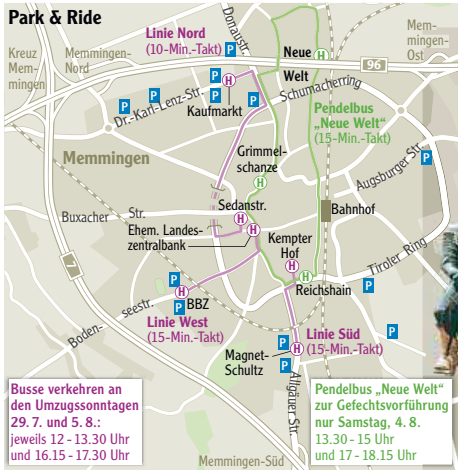 Park & Ride
Linie Nord
(10-Min.-Takt)
Donaustr.
P
Neue
Welt
H
Mem-
mingen-
Ost
Kreuz
Mem-
mingen
Memmingen-
Nord
96
P
P
P
P
P
H
Kaufmarkt
Dr.-Karl-Lenz-Str.
Schumacherring
Pendelbus
„Neue Welt“
(15-Min.-Takt)
Memmingen
Grimmel-
schanze
H
P
Augsburger Str.
Sedanstr.
H
Bahnhof
Buxacher Str.
Ehem. Landes-
zentralbank
H
Kempter
Hof
H
7
Tiroler Ring
P
H
Reichshain
P
H
BBZ
Boden-
seestr.
P
P
Linie West
(15-Min.-Takt)
Linie Süd
(15-Min.-Takt)
P
H
Magnet-
Schultz
P
Allgäuer Str.
Busse verkehren an
den Umzugssonntagen
29.7. und 5.8.:
jeweils 12 - 13.30 Uhr
und 16.15 - 17.30 Uhr
Pendelbus „Neue Welt“
zur Gefechtsvorführung
nur Samstag, 4.8.
13.30 - 15 Uhr
und 17 - 18.15 Uhr
Memmingen-Süd